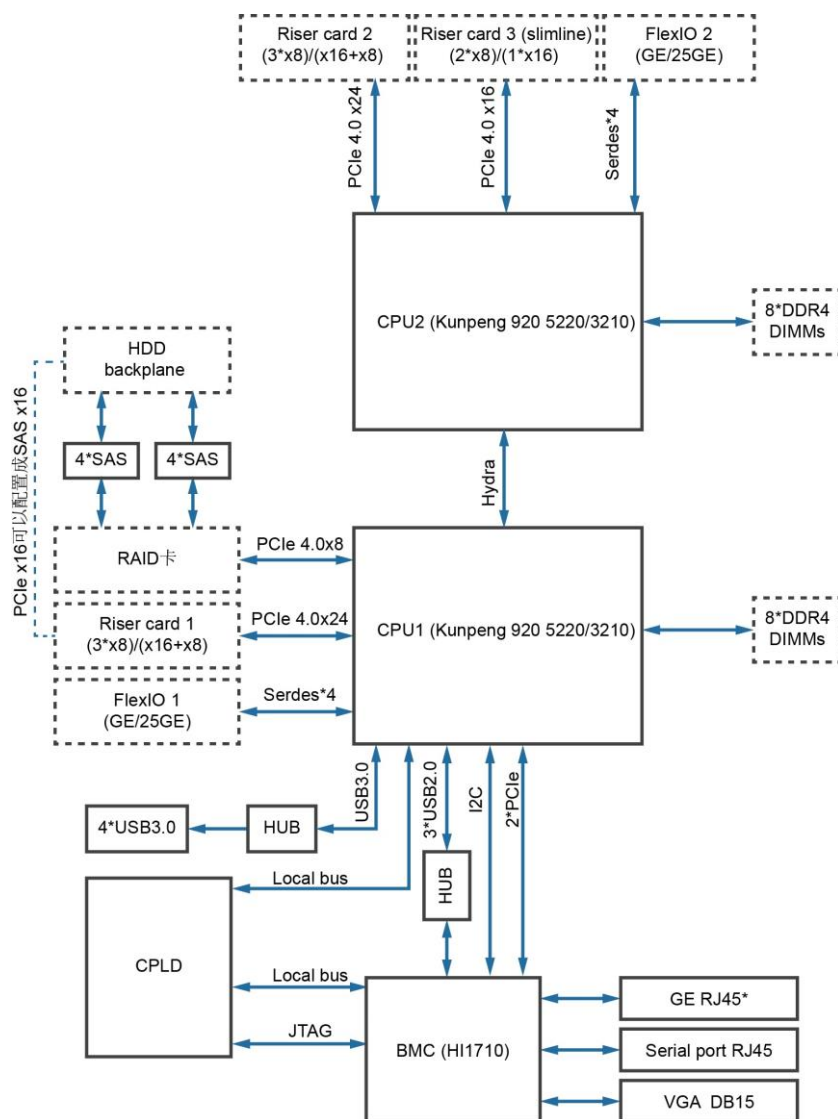 Riser card 2
(3*x8)/(x16+x8)
Riser card 3 (slimline)
(2*x8)/(1*x16)
FlexIO 2
(GE/25GE)
PCIe 4.0 x24
PCIe 4.0 x16
Serdes*4
CPU2 (Kunpeng 920 5220/3210)
8*DDR4
DIMMs
HDD
backplane
PCIe x16可以配置成SAS x16
4*SAS
4*SAS
Hydra
RAID卡
PCIe 4.0x8
Riser card 1
(3*x8)/(x16+x8)
PCIe 4.0x24
CPU1 (Kunpeng 920 5220/3210)
8*DDR4
DIMMs
FlexIO 1
(GE/25GE)
Serdes*4
USB3.0
3*USB2.0
I2C
2*PCIe
4*USB3.0
HUB
HUB
Local bus
CPLD
Local bus
JTAG
BMC (HI1710)
GE RJ45*
Serial port RJ45
VGA DB15